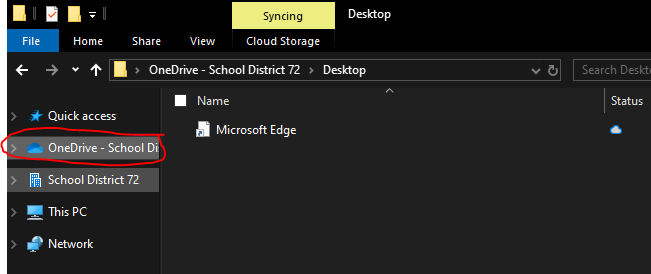 Syncing
Desktop
File
Home
Share
View
Cloud Storage
OneDrive - School District 72
Desktop
Search Deskt
Name
Status
Quick access
Microsoft Edge
OneDrive - School Di
School District 72
This PC
Network